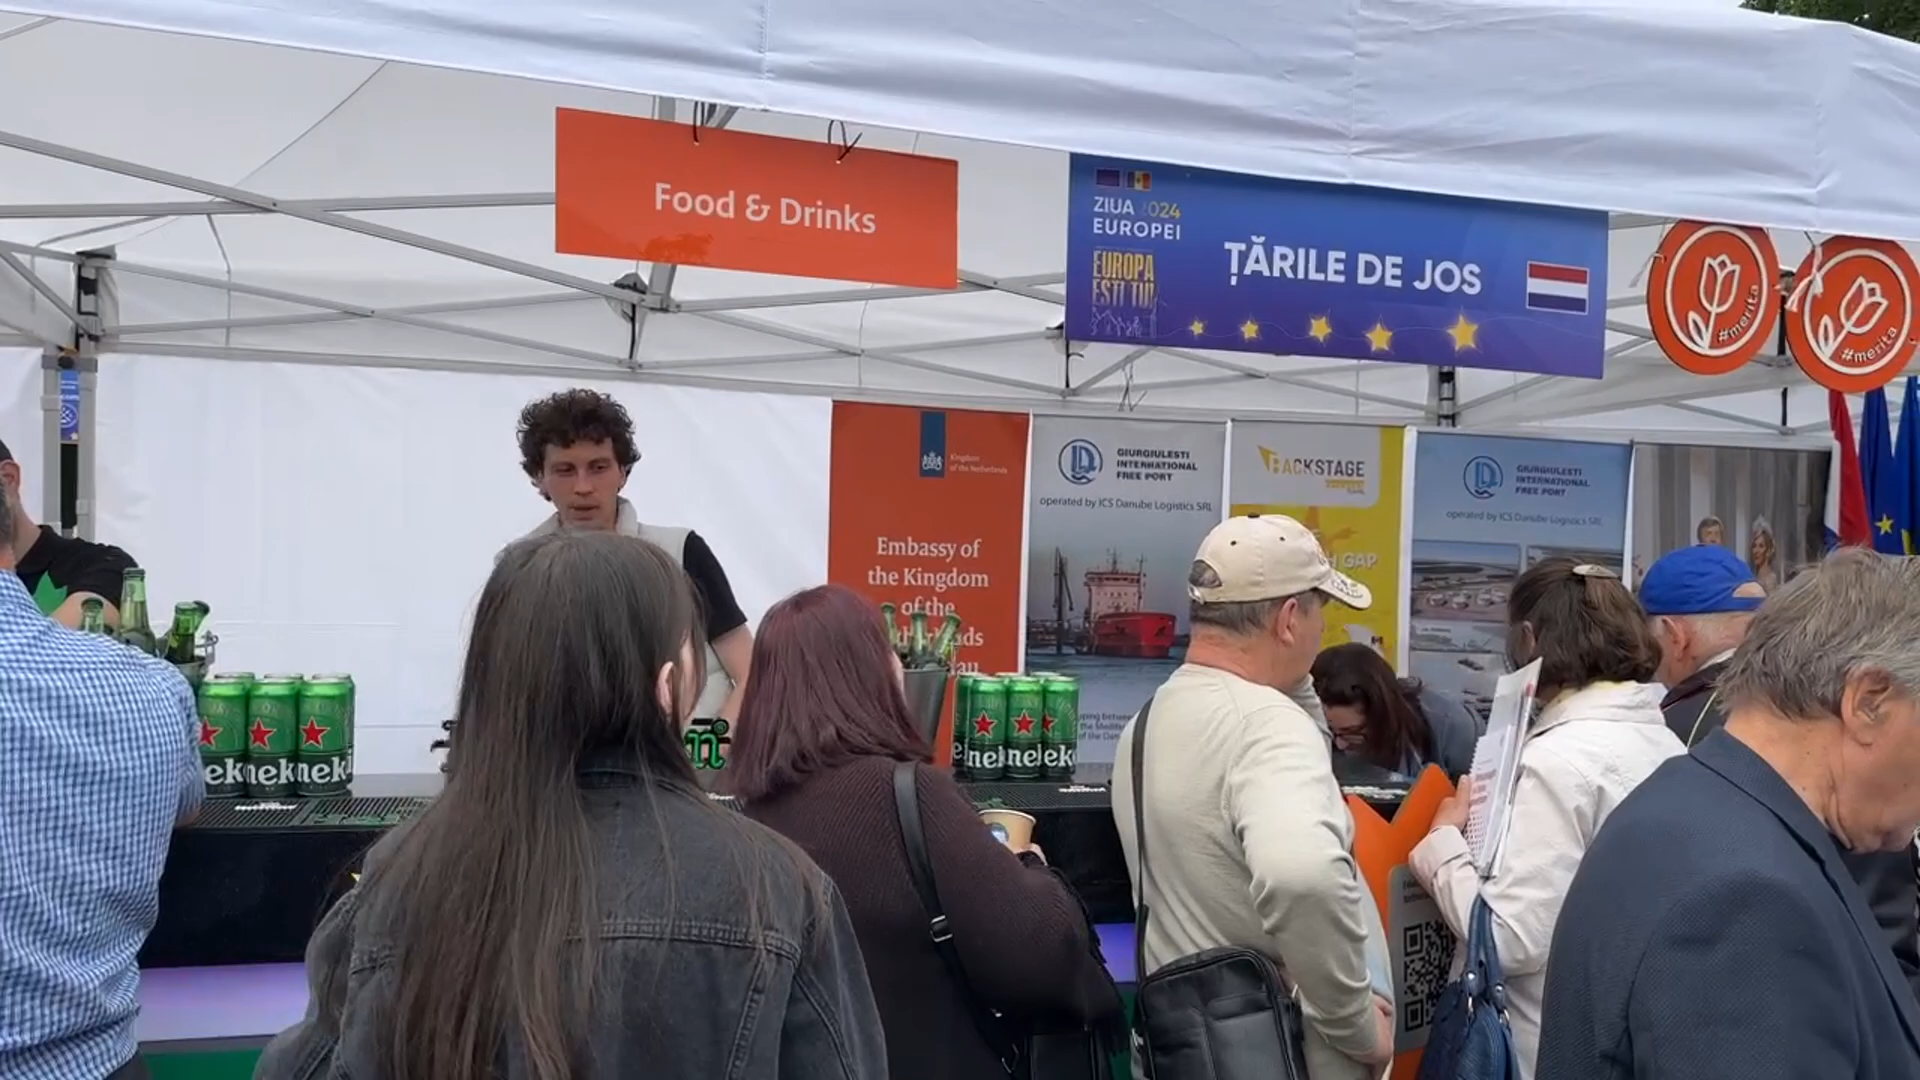 Food & Drinks
ZIUA 2024
EUROPEI
EUROPA
ESTE TU!
ȚĂRILE DE JOS
#merita
#merita
Kingdom
of the Netherlands
Embassy of
the Kingdom
of the
GIURGIULESTI
INTERNATIONAL
FREE PORT
operated by ICS Danube Logistics SRL
BACKSTAGE
GAP
GIURGIULESTI
INTERNATIONAL
FREE PORT
operated by ICS Danube Logistics SRL